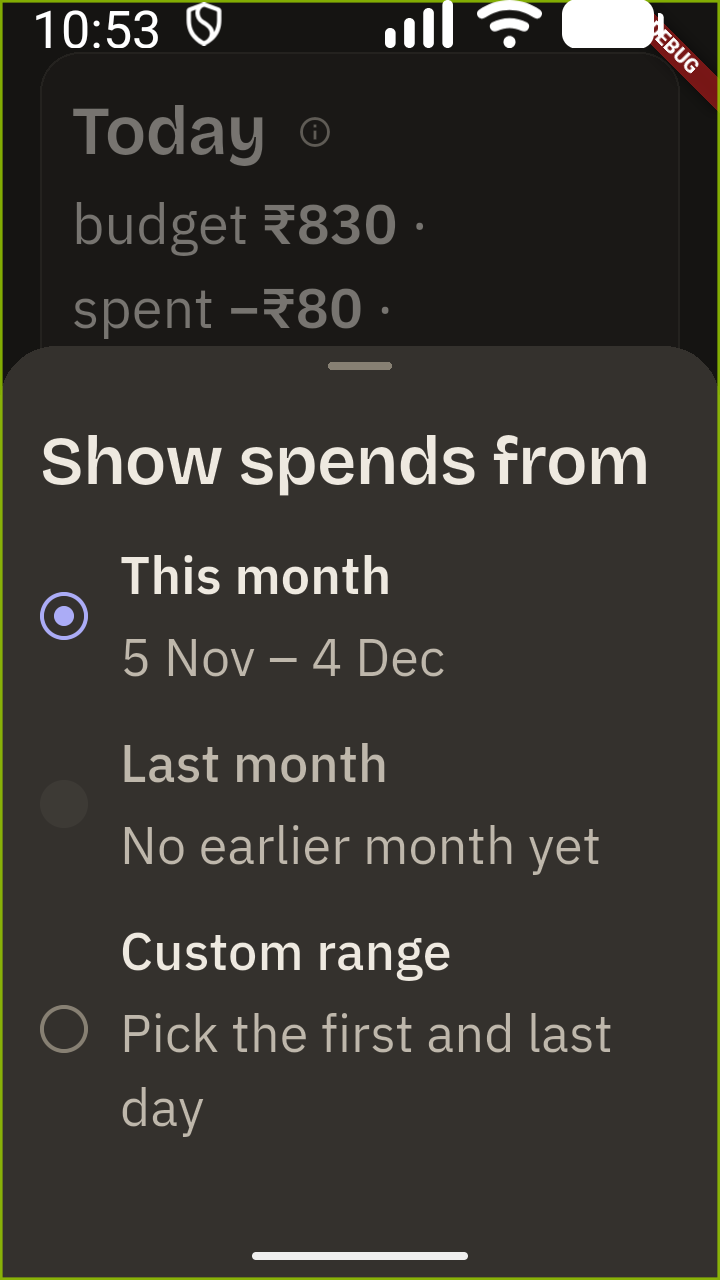 10:53
DEBUG
Today
budget ₹830 ·
spent −₹80 ·
Show spends from
This month
5 Nov – 4 Dec
Last month
No earlier month yet
Custom range
Pick the first and last
day